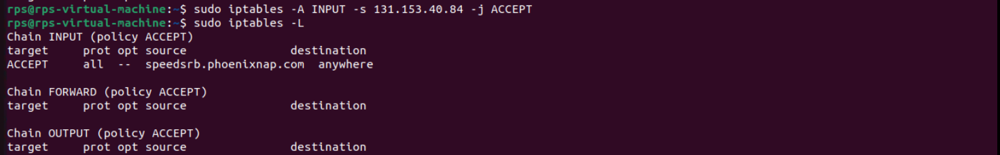 rps@rps-virtual-machine:~$ sudo iptables -A INPUT -s 131.153.40.84 -j ACCEPT
rps@rps-virtual-machine:~$ sudo iptables -L
Chain INPUT (policy ACCEPT)
target     prot opt source               destination
ACCEPT     all  --  speedsrb.phoenixnap.com  anywhere

Chain FORWARD (policy ACCEPT)
target     prot opt source               destination

Chain OUTPUT (policy ACCEPT)
target     prot opt source               destination